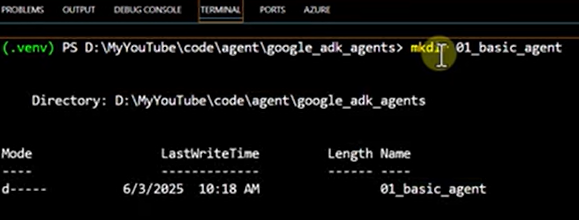 PROBLEMS OUTPUT DEBUG CONSOLE TERMINAL PORTS AZURE
(.venv) PS D:\MyYouTube\code\agent\google_adk_agents> mkdir 01_basic_agent
Directory: D:\MyYouTube\code\agent\google_adk_agents
Mode LastWriteTime Length Name
---- ------------- ------ ----
d----- 6/3/2025 10:18 AM 01_basic_agent